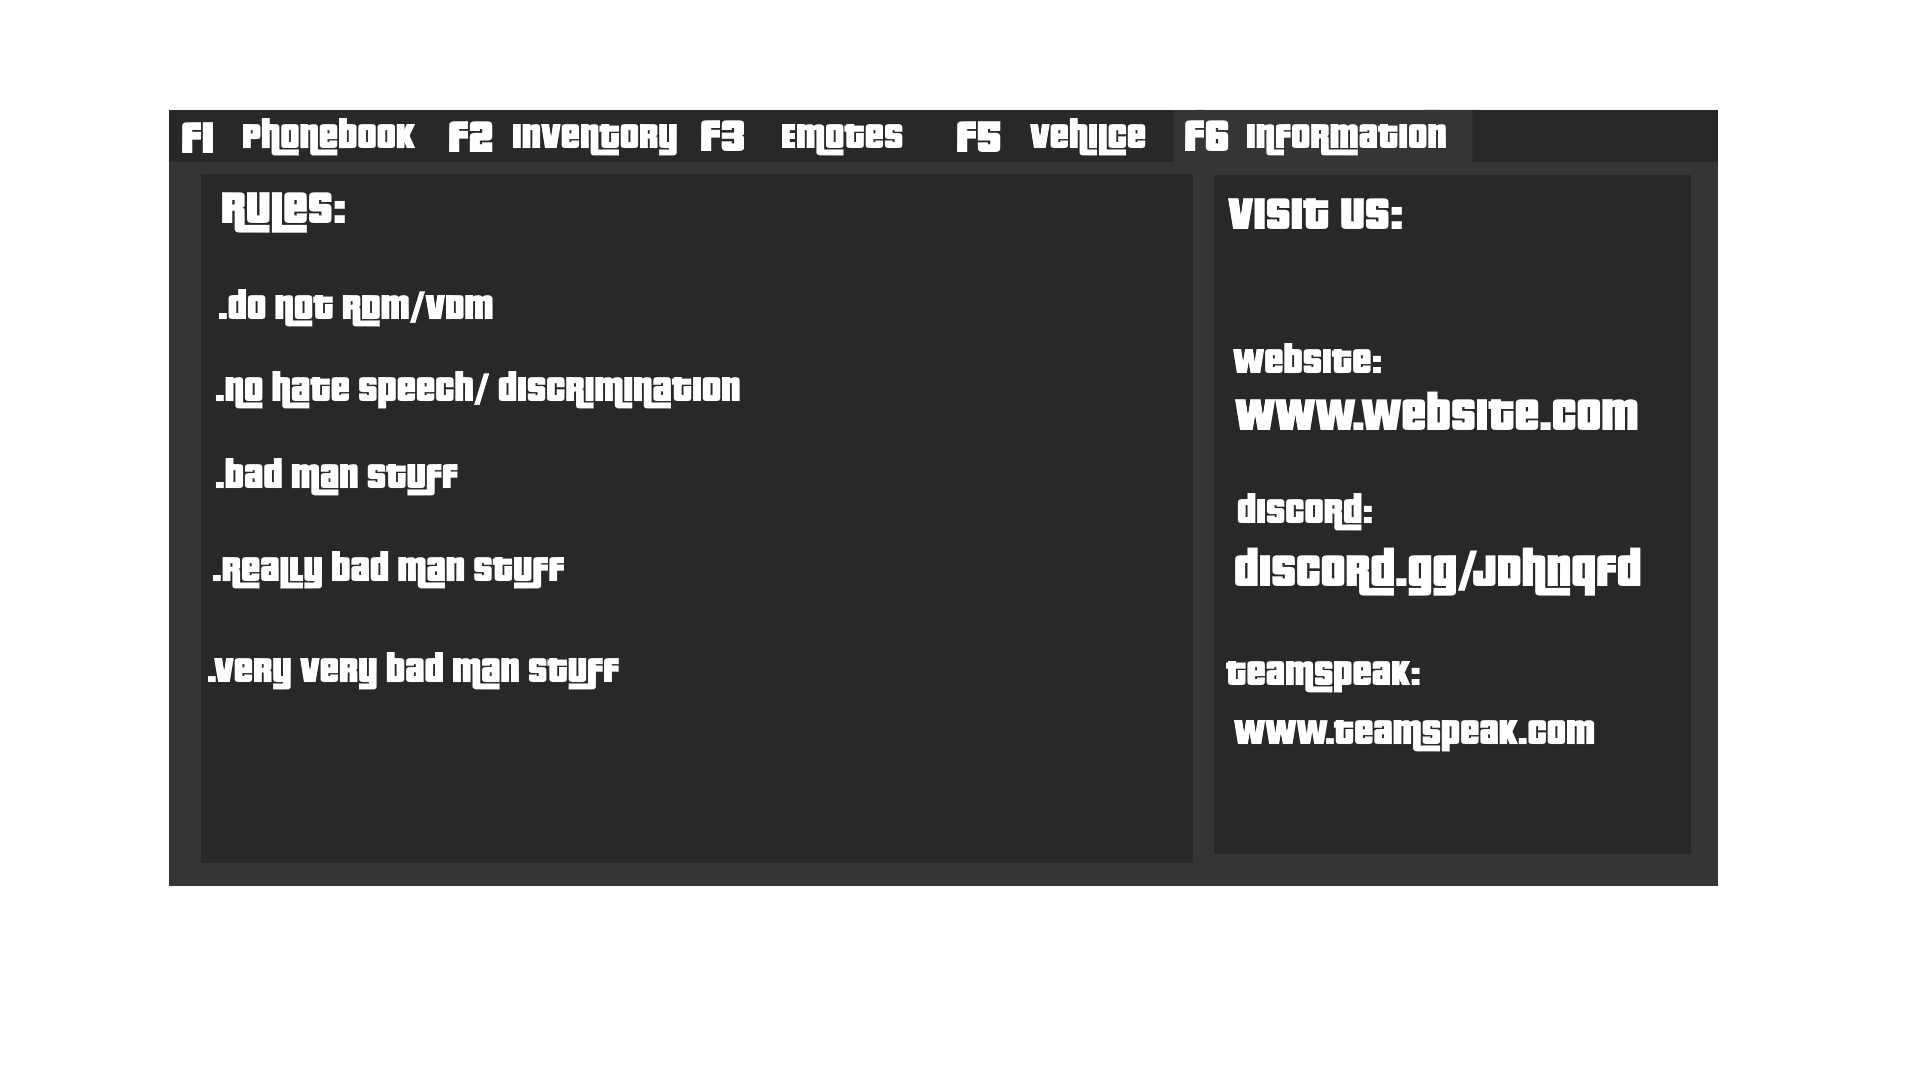 F1 Phonebook F2 Inventory F3 Emotes F5 Vehilce F6 Information
Rules:
.do not RDM/VDM
.no hate speech/ discrimination
.bad man stuff
.Really bad man stuff
.very very bad man stuff
Visit us:
website:
www.website.com
discord:
discord.gg/JDhnqfd
teamspeak:
www.teamspeak.com